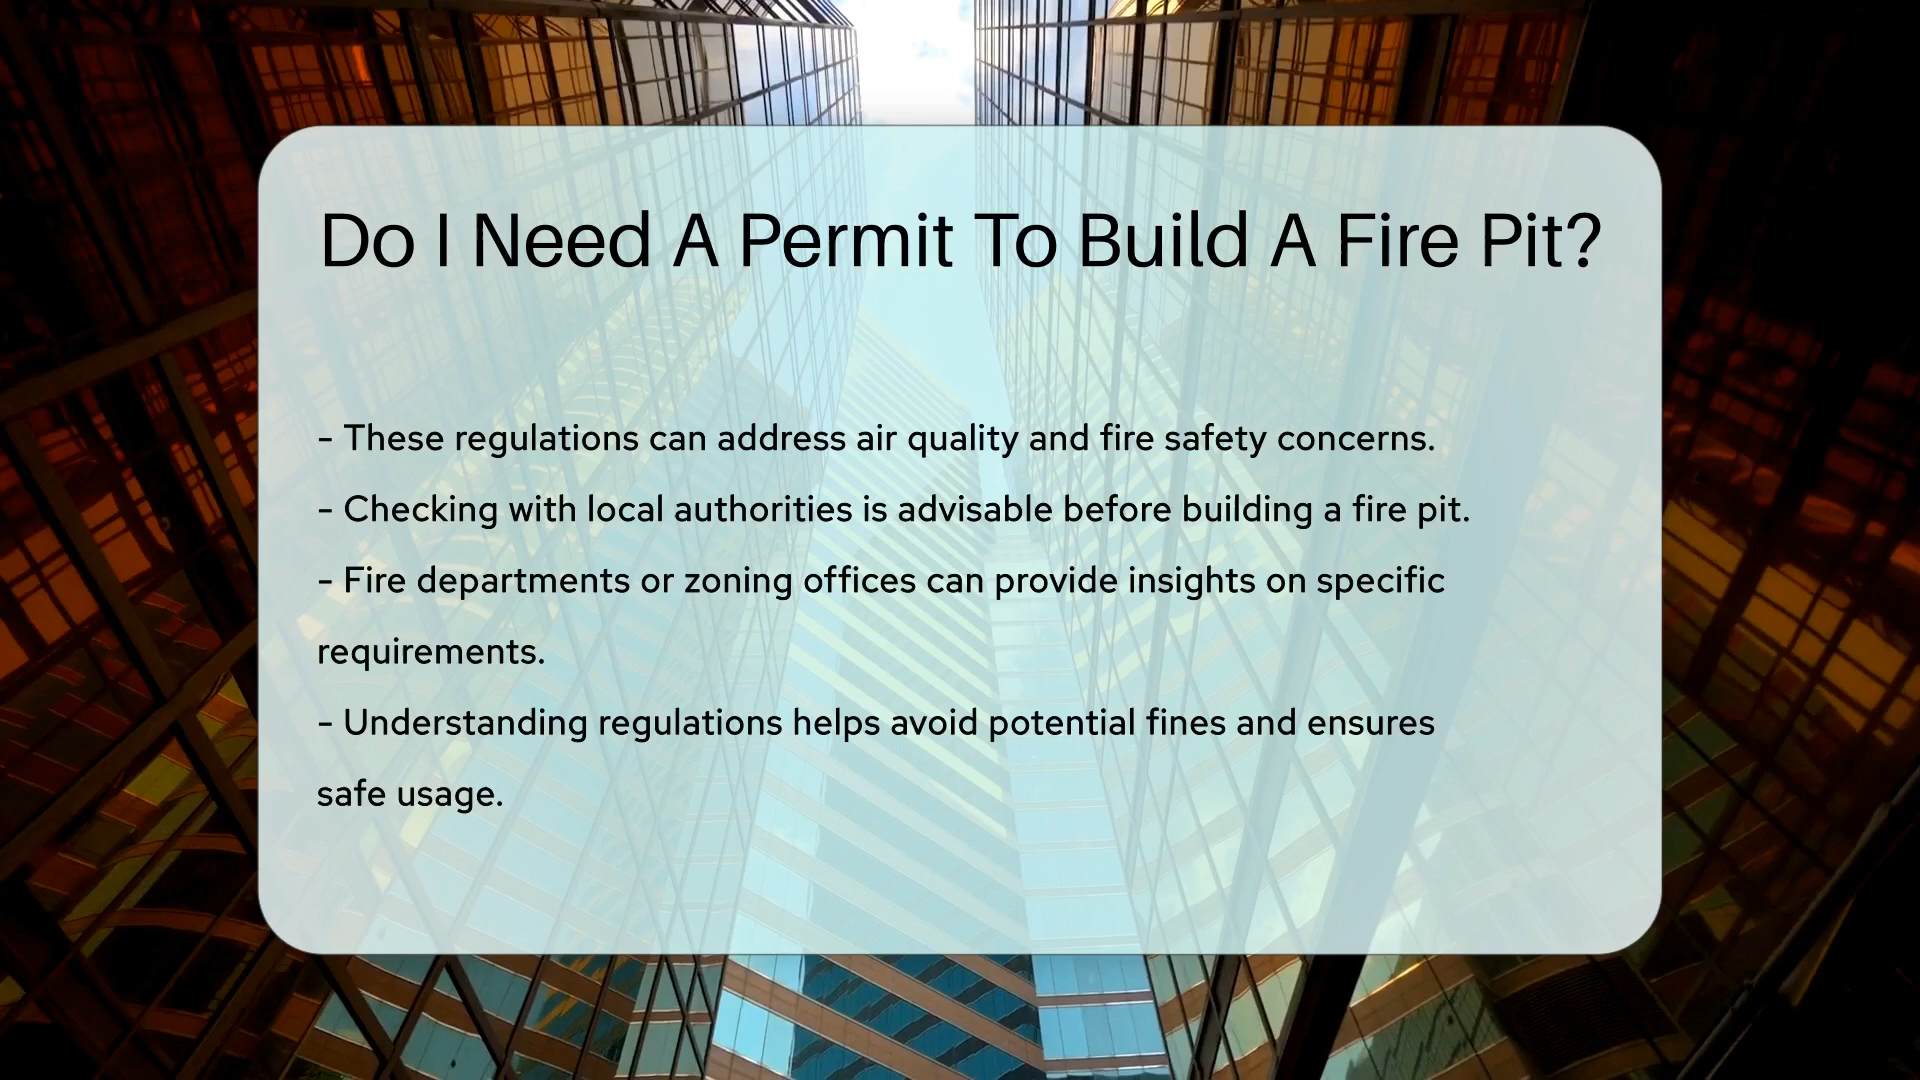 Do I Need A Permit To Build A Fire Pit?
- These regulations can address air quality and fire safety concerns.
- Checking with local authorities is advisable before building a fire pit.
- Fire departments or zoning offices can provide insights on specific
requirements.
- Understanding regulations helps avoid potential fines and ensures
safe usage.